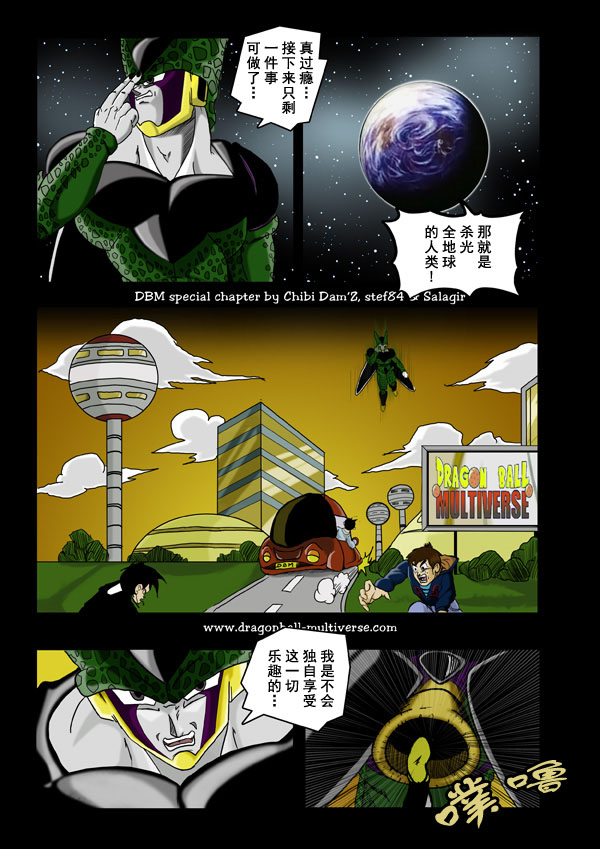 真过瘾…
接下来只剩
一件事
可做了…
那就是
杀光
全地球
的人类！
DBM special chapter by Chibi Dam'Z, stef84 & Salagir
DRAGON BALL
MULTIVERSE
DBM
www.dragonball-multiverse.com
我是不会
独自享受
这一切
乐趣的…
噗噜